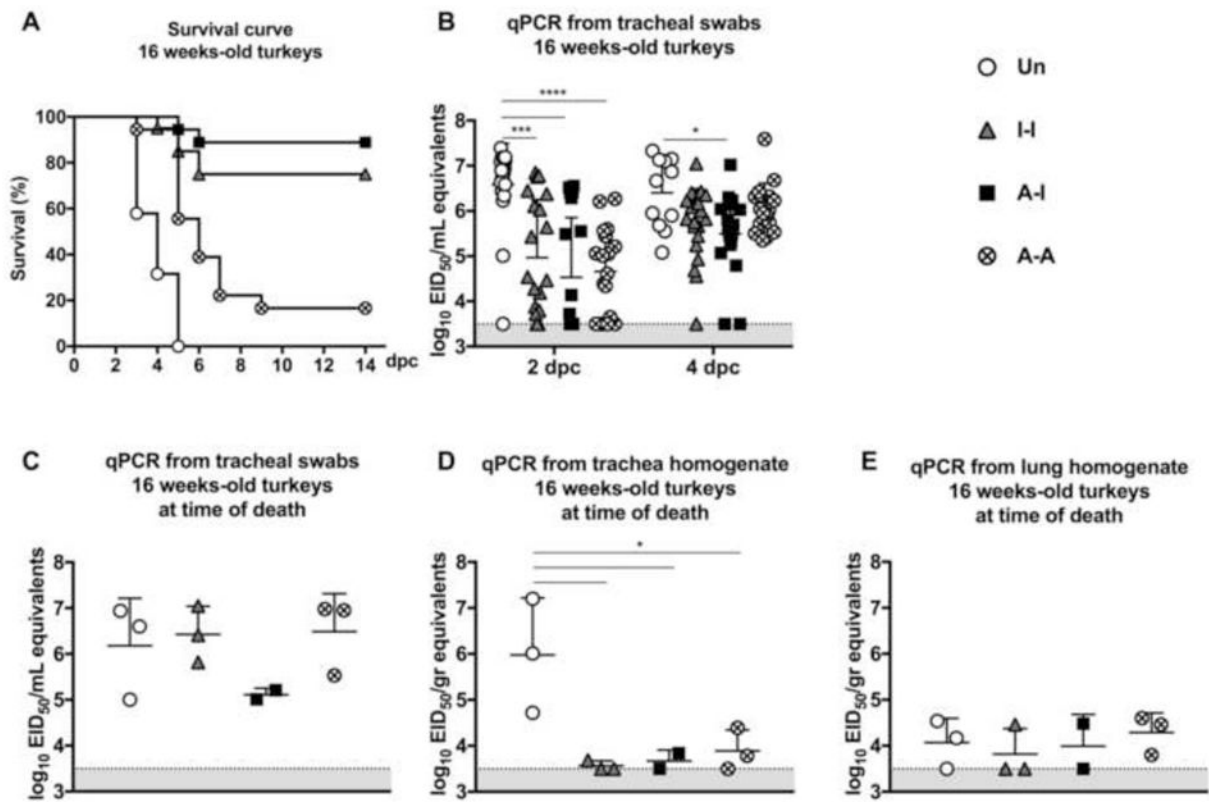 A
Survival curve
16 weeks-old turkeys
Survival (%)
100
80
60
40
20
0
0 2 4 6 8 10 12 14 dpc
B
qPCR from tracheal swabs
16 weeks-old turkeys
log10 EID50/mL equivalents
8
7
6
5
4
3
****
***
*
2 dpc 4 dpc
Un
I-I
A-I
A-A
C
qPCR from tracheal swabs
16 weeks-old turkeys
at time of death
log10 EID50/mL equivalents
8
7
6
5
4
3
D
qPCR from trachea homogenate
16 weeks-old turkeys
at time of death
log10 EID50/gr equivalents
8
7
6
5
4
3
*
E
qPCR from lung homogenate
16 weeks-old turkeys
at time of death
log10 EID50/gr equivalents
8
7
6
5
4
3